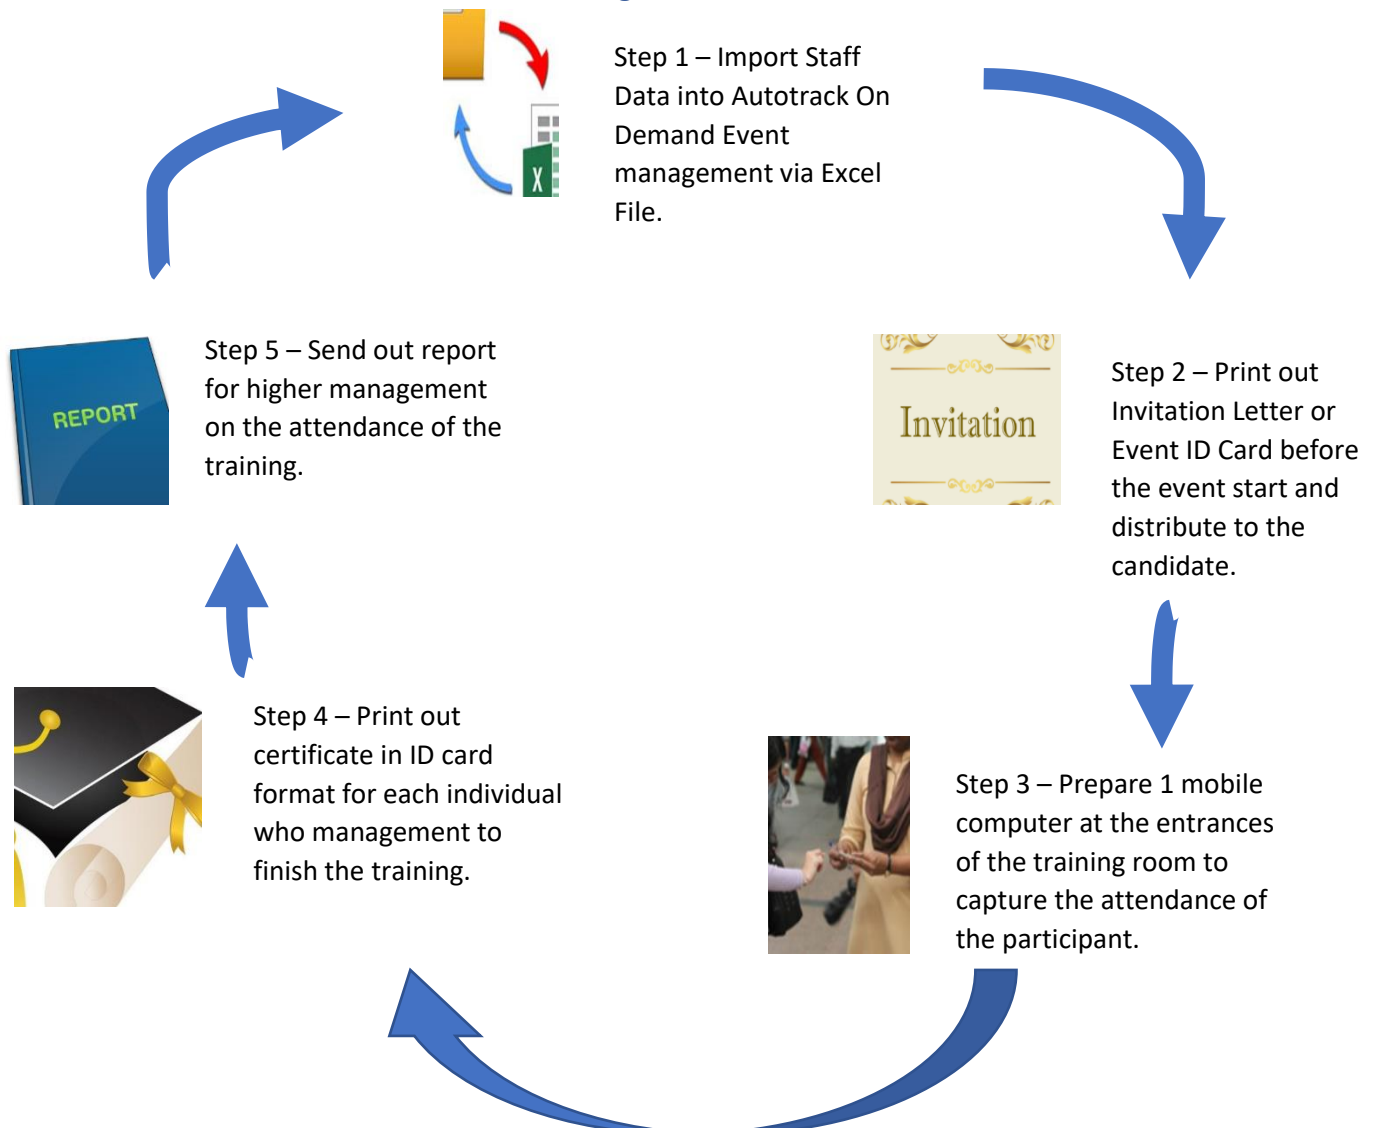 Step 1 – Import Staff
Data into Autotrack On
Demand Event
management via Excel
File.
X
Step 2 – Print out
Invitation Letter or
Event ID Card before
the event start and
distribute to the
candidate.
Invitation
Step 3 – Prepare 1 mobile
computer at the entrances
of the training room to
capture the attendance of
the participant.
Step 4 – Print out
certificate in ID card
format for each individual
who management to
finish the training.
Step 5 – Send out report
for higher management
on the attendance of the
training.
REPORT